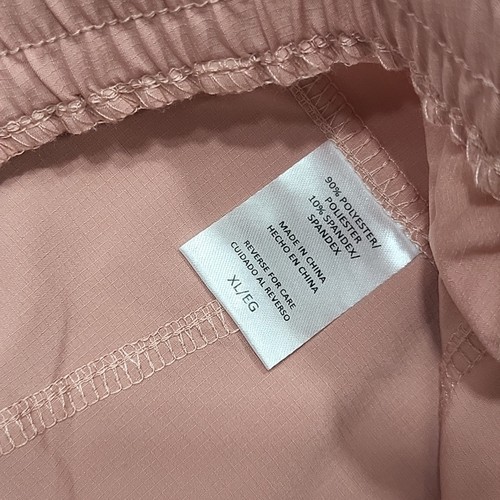 90% POLYESTER/
POLIESTER
10% SPANDEX/
SPANDEX
MADE IN CHINA
HECHO EN CHINA
REVERSE FOR CARE
CUIDADO AL REVERSO
XL/EG